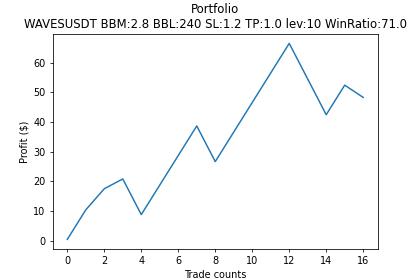 Portfolio
WAVESUSDT BBM:2.8 BBL:240 SL:1.2 TP:1.0 lev:10 WinRatio:71.0
Profit ($)
60
50
40
30
20
10
0
0 2 4 6 8 10 12 14 16
Trade counts